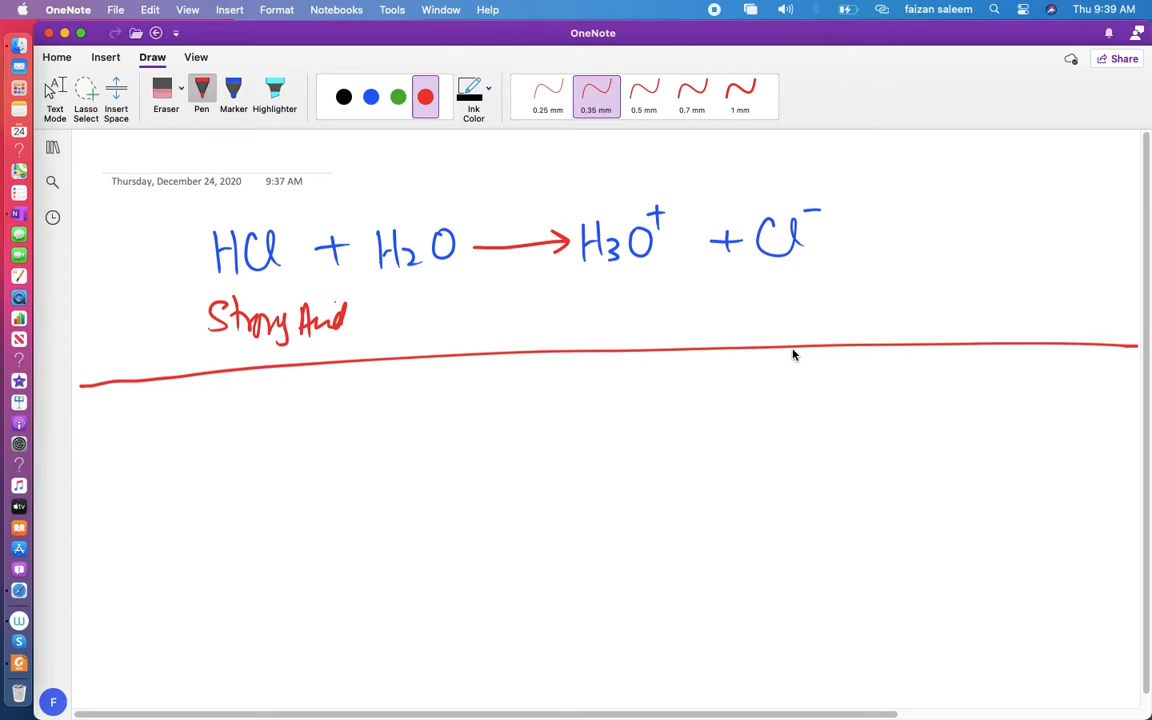 OneNote File Edit View Insert Format Notebooks Tools Window Help faizan saleem Thu 9:39 AM
OneNote
Home Insert Draw View Share
Text Mode Lasso Select Insert Space Eraser Pen Marker Highlighter Ink Color 0.25 mm 0.35 mm 0.5 mm 0.7 mm 1 mm
24
Thursday, December 24, 2020 9:37 AM
HCl + H₂O ⟶ H₃O⁺ + Cl⁻
Strong Acid
F